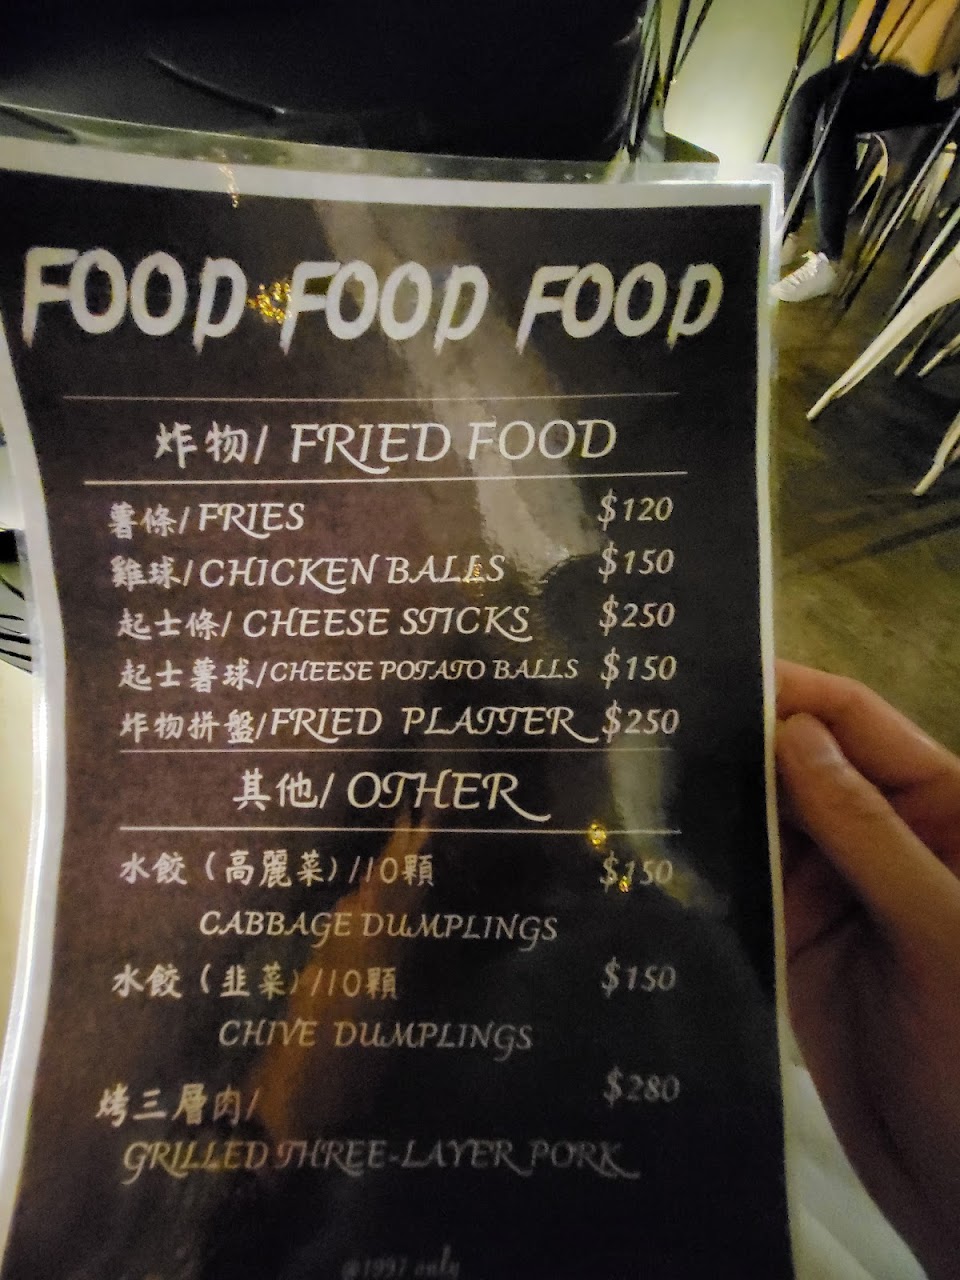 FOOD FOOD FOOD
炸物/ FRIED FOOD
薯條/FRIES $120
雞球/CHICKEN BALLS $150
起士條/ CHEESE STICKS $250
起士薯球/CHEESE POTATO BALLS $150
炸物拼盤/FRIED PLATTER $250
其他/ OTHER
水餃（高麗菜）//10顆 $150
CABBAGE DUMPLINGS
水餃（韭菜）//10顆 $150
CHIVE DUMPLINGS
烤三層肉/ $280
GRILLED THREE-LAYER PORK
@1997 only